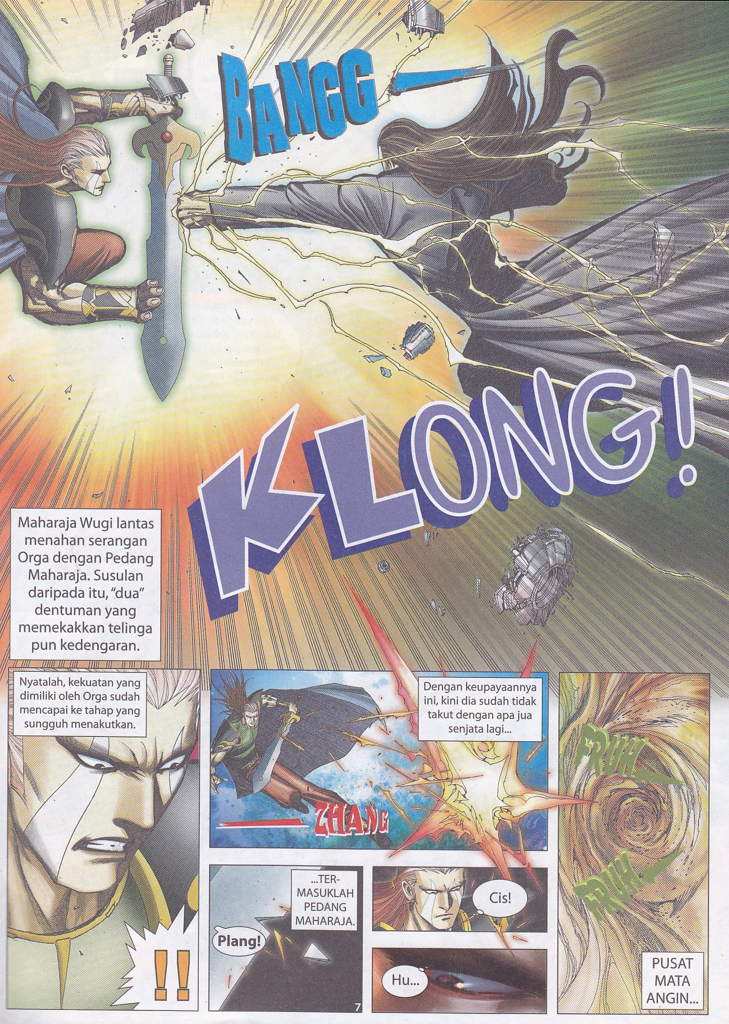 BANGG
KLONG!
Maharaja Wugi lantas
menahan serangan
Orga dengan Pedang
Maharaja. Susulan
daripada itu, “dua”
dentuman yang
memekakkan telinga
pun kedengaran.
Nyatalah, kekuatan yang
dimiliki oleh Orga sudah
mencapai ke tahap yang
sungguh menakutkan.
!!
Dengan keupayaannya
ini, kini dia sudah tidak
takut dengan apa jua
senjata lagi...
ZHANG
...TER-
MASUKLAH
PEDANG
MAHARAJA.
Plang!
Cis!
Hu...
FRUH
FRUH
PUSAT
MATA
ANGIN...
7